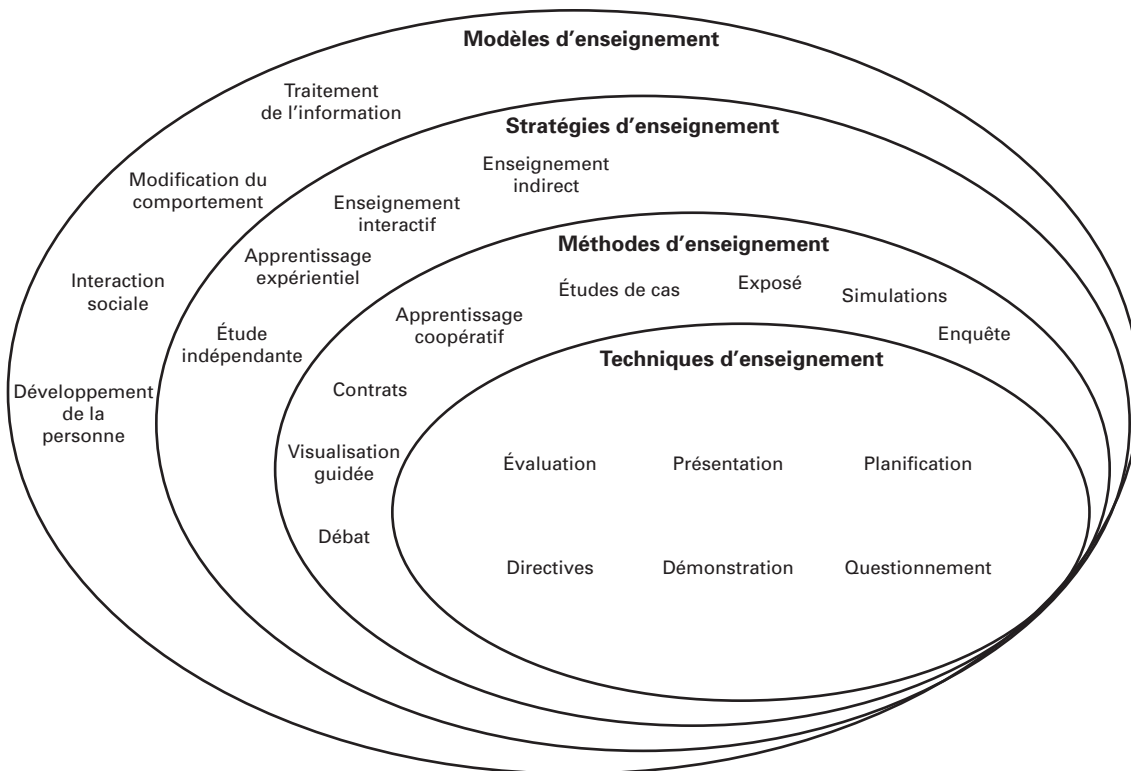 Modèles d'enseignement
Traitement
de l'information
Modification du
comportement
Interaction
sociale
Développement
de la
personne
Stratégies d'enseignement
Enseignement
indirect
Enseignement
interactif
Apprentissage
expérientiel
Étude
indépendante
Méthodes d'enseignement
Études de cas
Exposé
Simulations
Enquête
Apprentissage
coopératif
Contrats
Visualisation
guidée
Débat
Techniques d'enseignement
Évaluation
Présentation
Planification
Directives
Démonstration
Questionnement